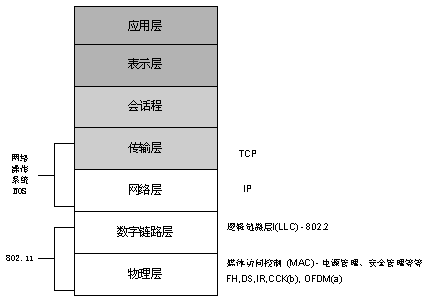 应用层
表示层
会话程
传输层
TCP
网络
操作
系统
NOS
网络层
IP
数字链路层
逻辑链路层(LLC) - 802.2
802.11
媒体访问控制 (MAC) - 电源管理、安全管理等等
物理层
FH,DS,IR,CCK(b), OFDM(a)